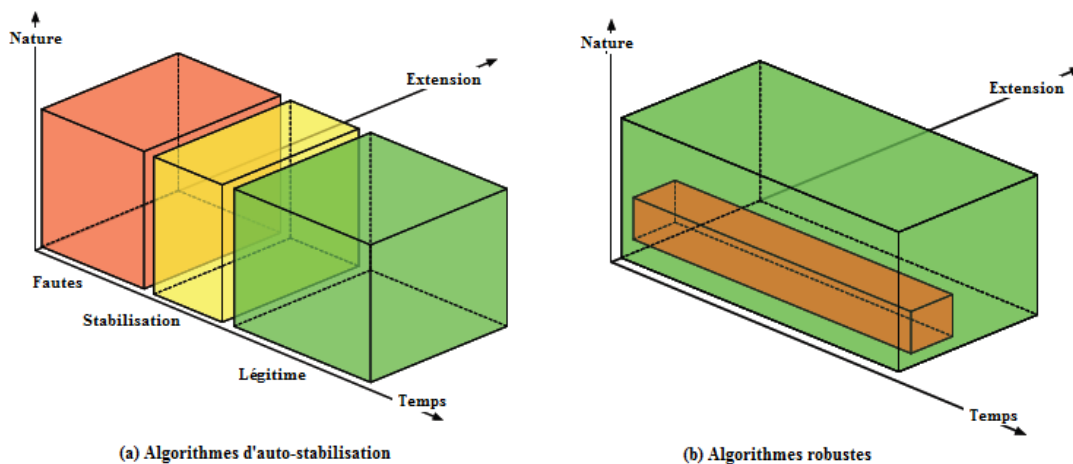 Nature
Extension
Fautes
Stabilisation
Légitime
Temps
(a) Algorithmes d'auto-stabilisation
Nature
Extension
Temps
(b) Algorithmes robustes